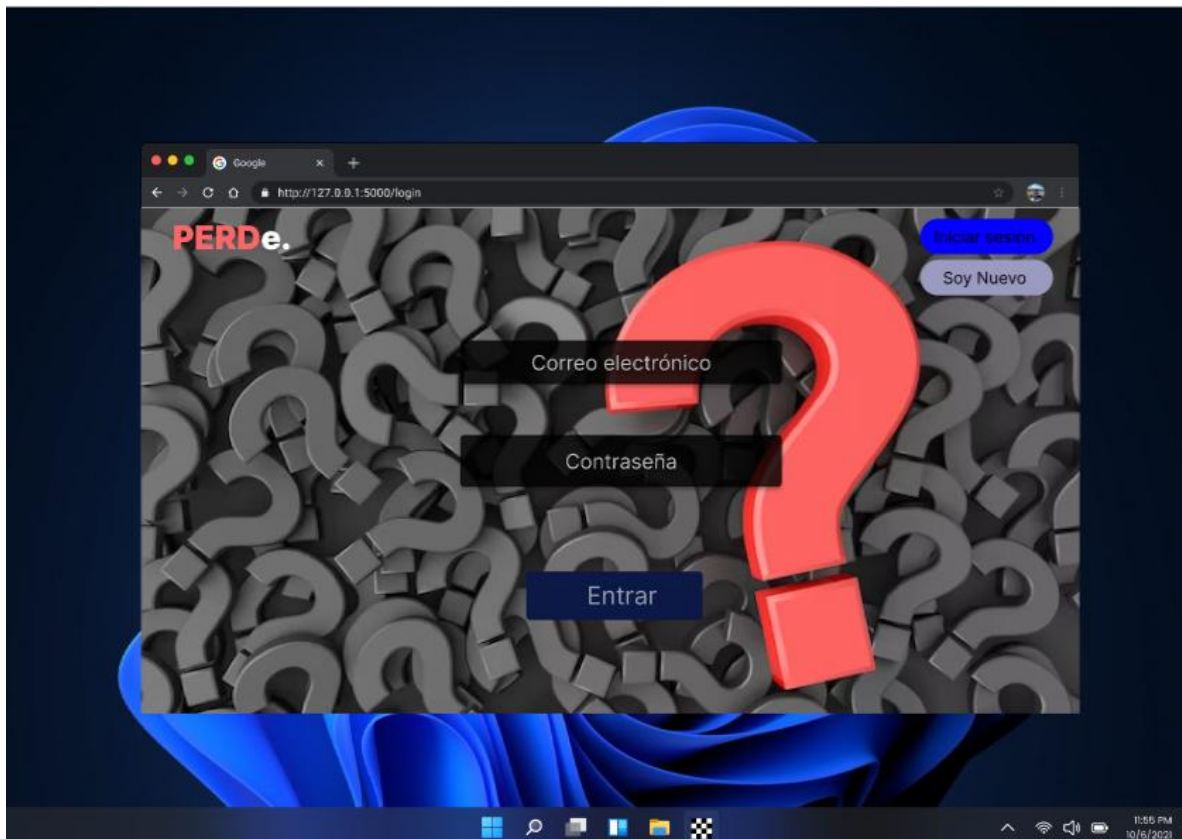 Google
http://127.0.0.1:5000/login
PERDe.
Iniciar sesión
Soy Nuevo
Correo electrónico
Contraseña
Entrar
11:55 PM
10/6/2021